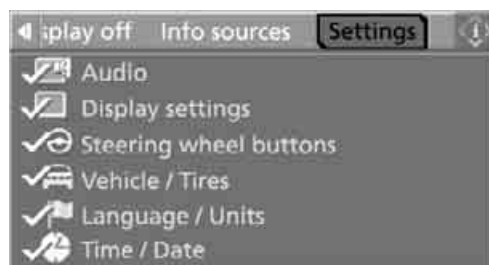 splay off Info sources Settings
Audio
Display settings
Steering wheel buttons
Vehicle / Tires
Language / Units
Time / Date